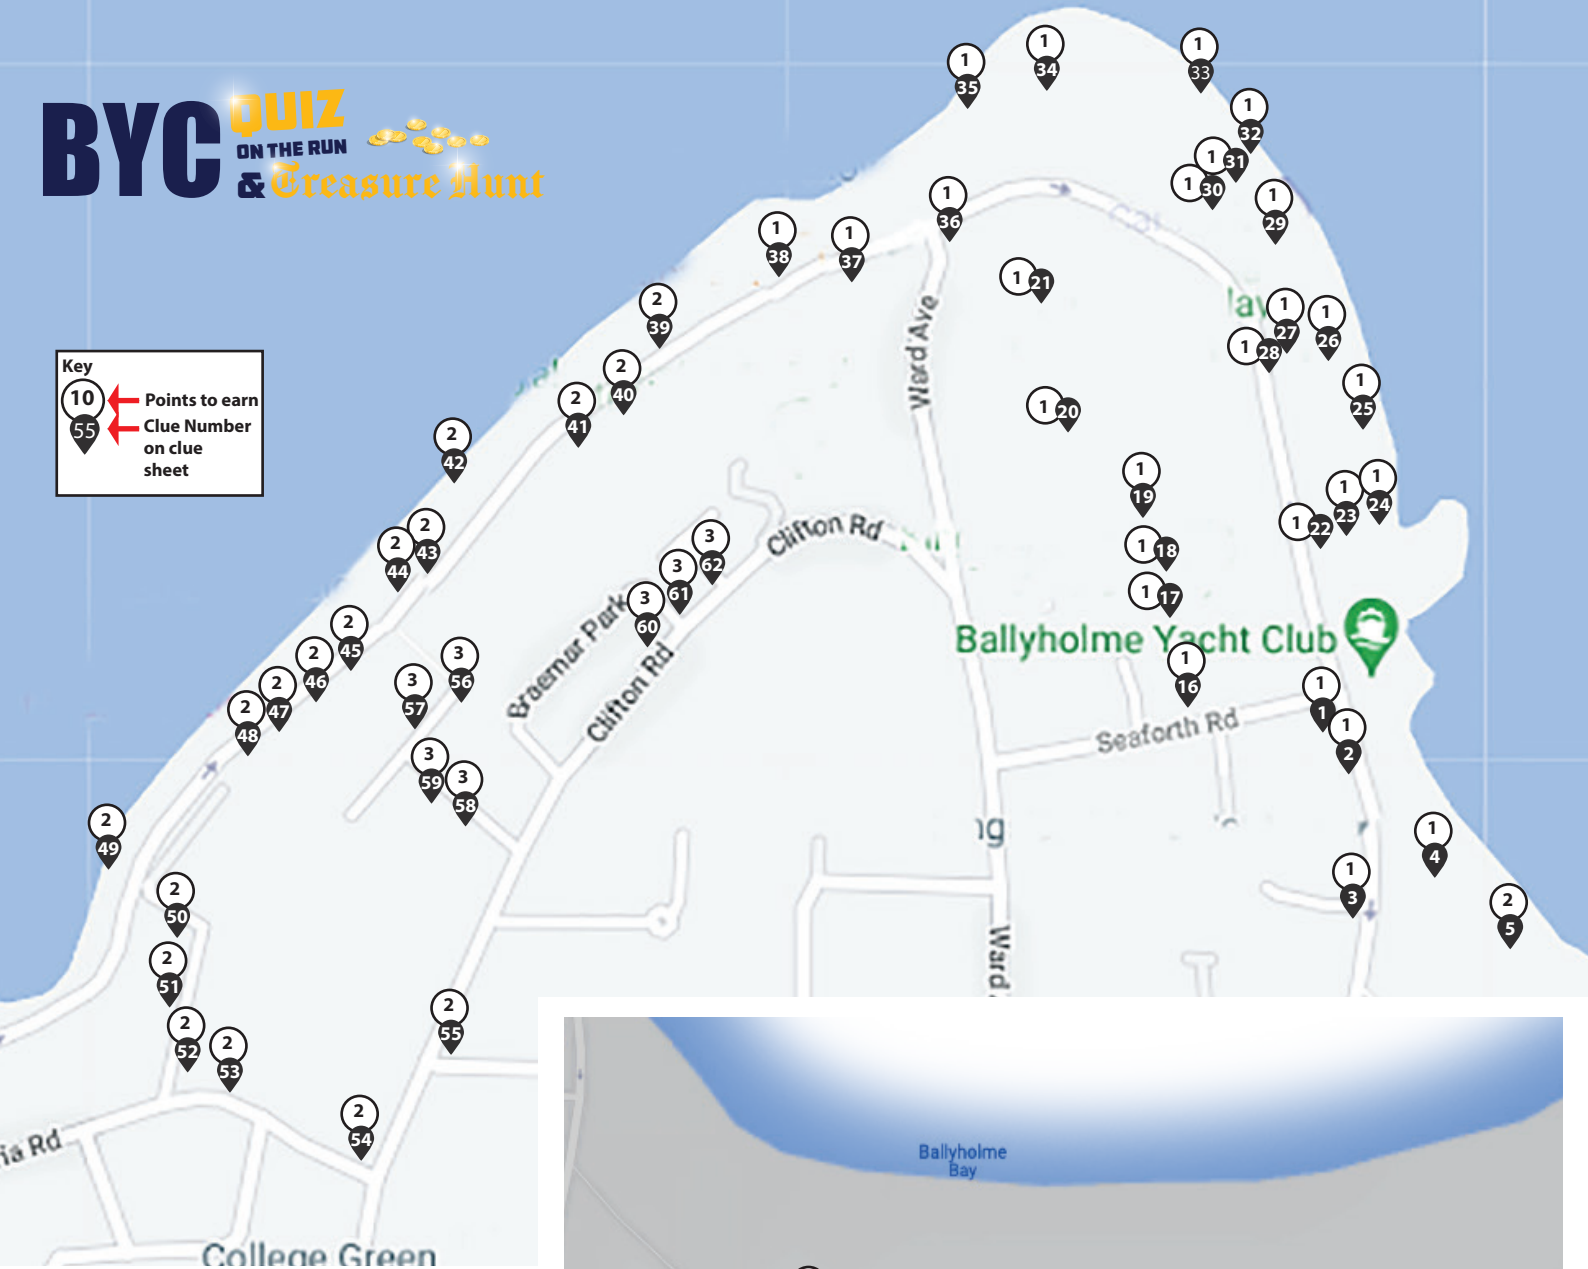 BYC QUIZ
ON THE RUN
& Treasure Hunt
Key
10 Points to earn
55 Clue Number
on clue
sheet
1 35
1 34
1 33
1 32
1 31
1 30
1 29
1 36
1 37
1 38
1 21
2 39
lay
1 27
1 26
1 28
Ward Ave
2 40
2 41
1 20
1 25
2 42
1 19
1 24
1 23
1 22
2 43
2 44
Clifton Rd
3 62
3 61
3 60
1 18
1 17
Braemar Park
Clifton Rd
Ballyholme Yacht Club
2 45
2 46
2 47
2 48
3 56
3 57
1 16
1 1
1 2
Seaforth Rd
3 59
3 58
2 49
ng
1 4
1 3
2 5
2 50
2 51
Ward
2 52
2 53
2 55
2 54
ia Rd
Ballyholme
Bay
College Green